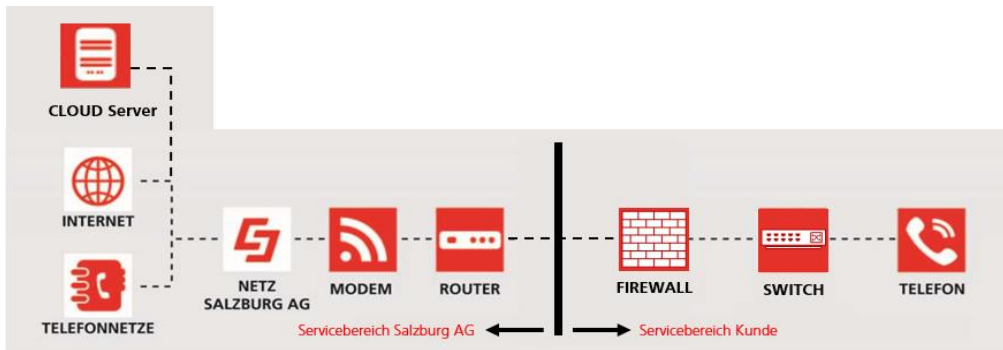 CLOUD Server
INTERNET
TELEFONNETZE
NETZ
SALZBURG AG
MODEM
ROUTER
FIREWALL
SWITCH
TELEFON
Servicebereich Salzburg AG
Servicebereich Kunde